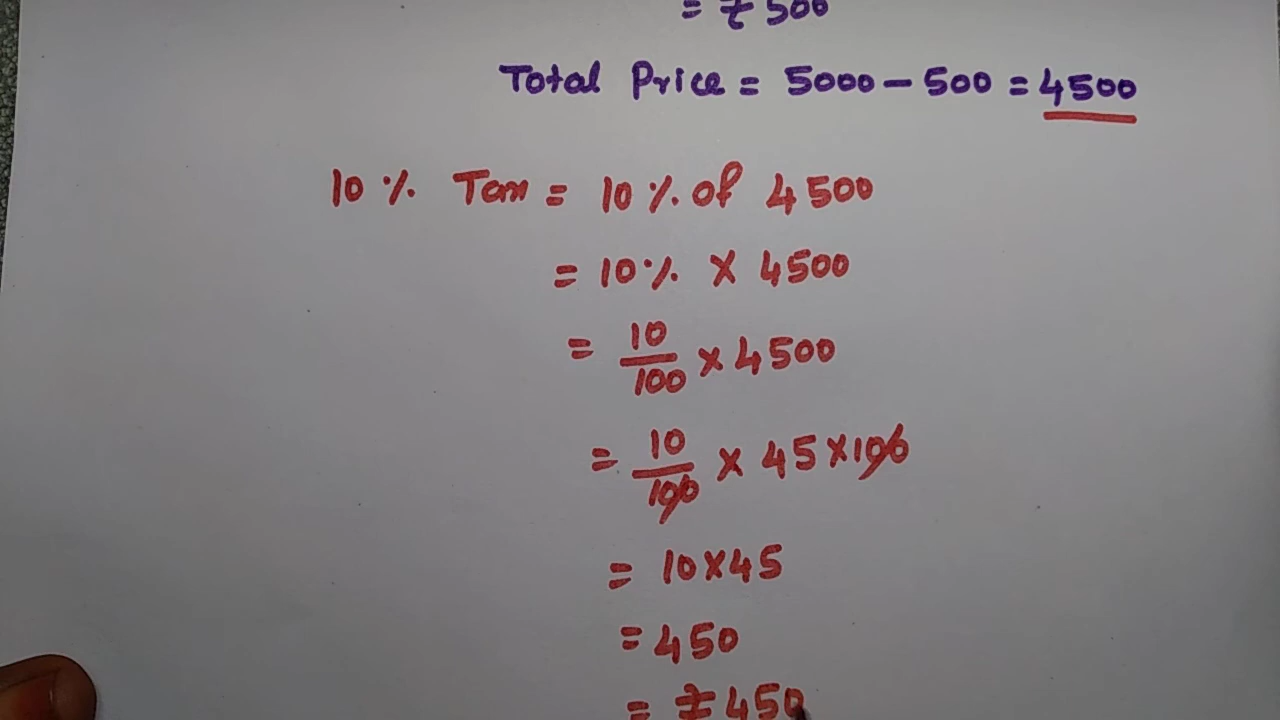 = ₹ 500
Total Price = 5000 - 500 = 4500
10 % Tax = 10 % of 4500
= 10% × 4500
= 10/100 × 4500
= 10/100 × 45 × 100
= 10 × 45
= 450
= ₹ 450